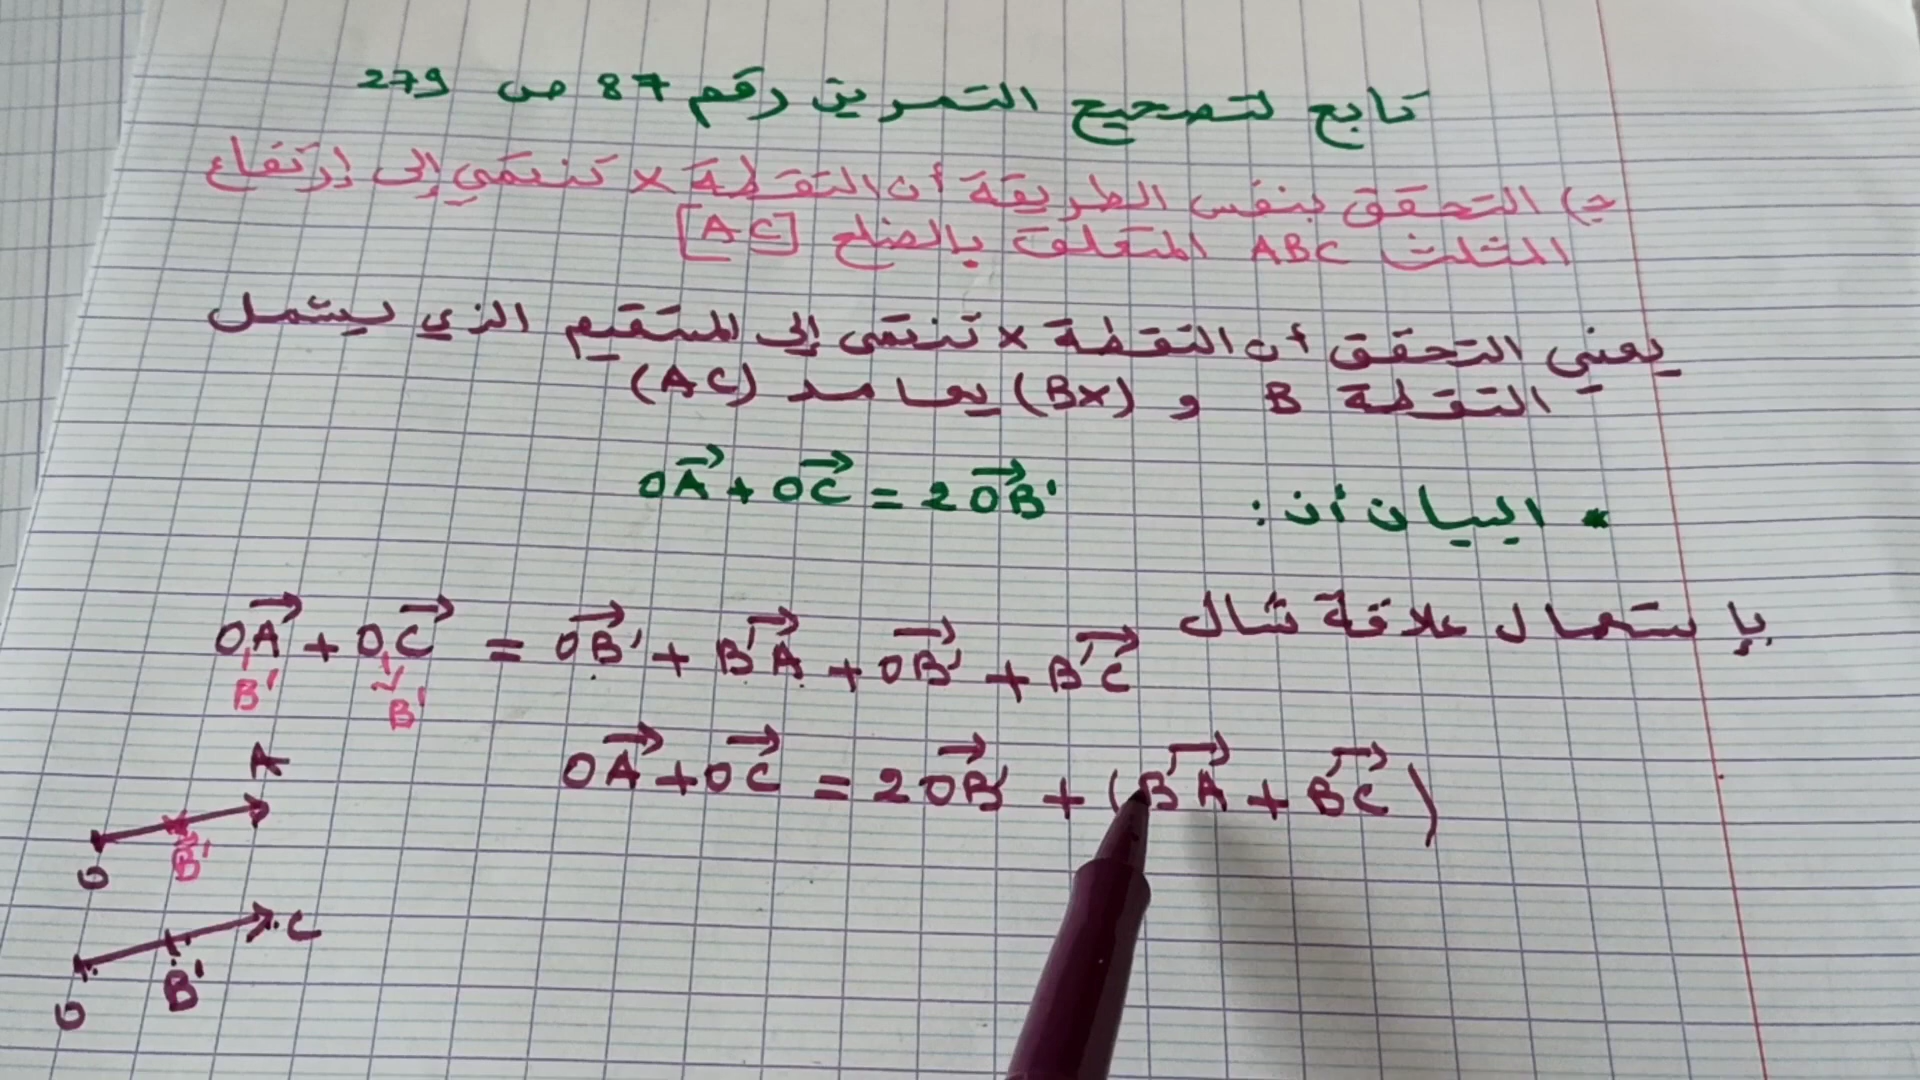 تابع لتصحيح التمرين رقم 87 ص 279
ج) التحقق بنفس الطريقة أن النقطة x تنتمي إلى إرتفاع
المثلث ABC المتعلق بالضلع [AC]
يعني التحقق أن النقطة x تنتمي إلى المستقيم الذي يشمل
النقطة B و (Bx) يعامد (AC)
* البيان أن: OA⃗ + OC⃗ = 2OB'⃗
بإستعمال علاقة شال
OA⃗ + OC⃗ = OB'⃗ + B'A⃗ + OB'⃗ + B'C⃗
B' B'
OA⃗ + OC⃗ = 2OB'⃗ + (B'A⃗ + B'C⃗)
A
O B'
C
O B'